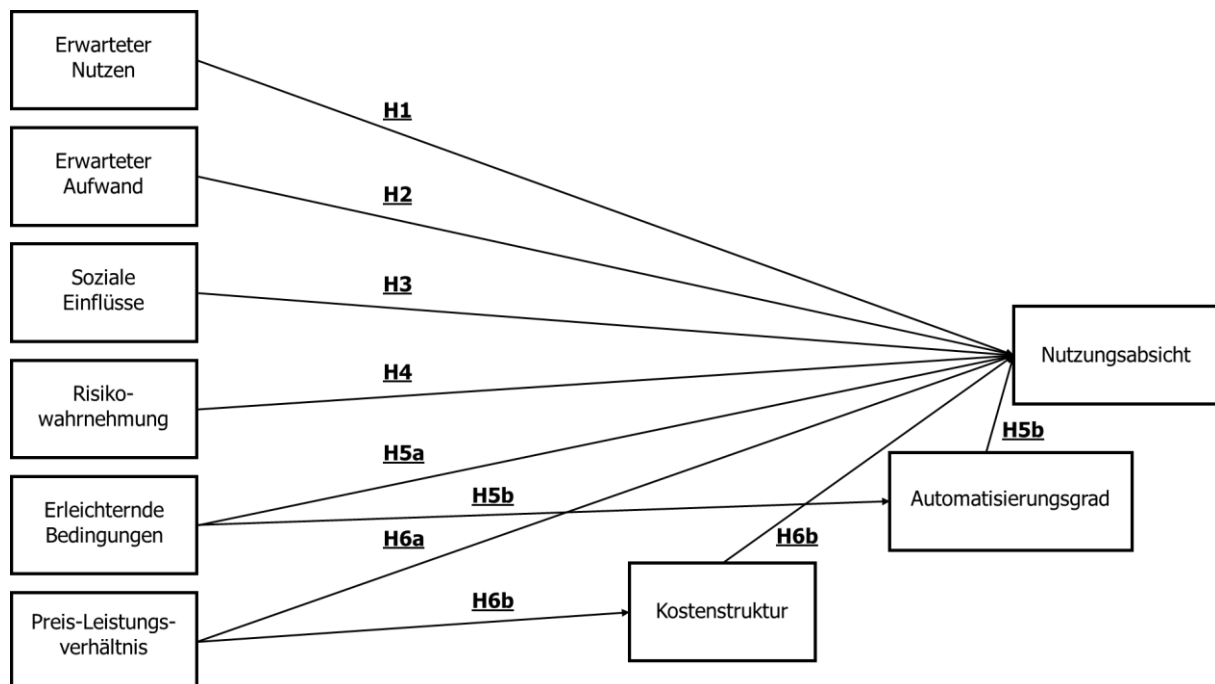 Erwarteter
Nutzen
H1
Erwarteter
Aufwand
H2
Soziale
Einflüsse
H3
Nutzungsabsicht
Risiko-
wahrnehmung
H4
H5a
H5b
Erleichternde
Bedingungen
H5b
Automatisierungsgrad
H6a
H6b
Preis-Leistungs-
verhältnis
H6b
Kostenstruktur